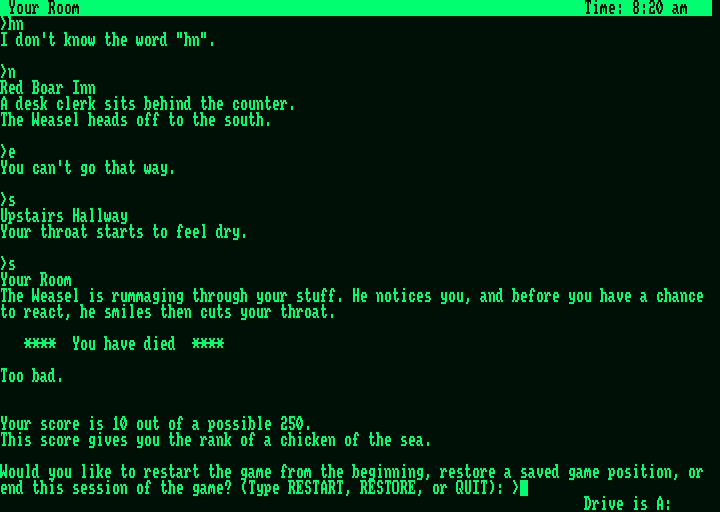 Your Room Time: 8:20 am
>hn
I don't know the word "hn".
>n
Red Boar Inn
A desk clerk sits behind the counter.
The Weasel heads off to the south.
>e
You can't go that way.
>s
Upstairs Hallway
Your throat starts to feel dry.
>s
Your Room
The Weasel is rummaging through your stuff. He notices you, and before you have a chance
to react, he smiles then cuts your throat.
**** You have died ****
Too bad.
Your score is 10 out of a possible 250.
This score gives you the rank of a chicken of the sea.
Would you like to restart the game from the beginning, restore a saved game position, or
end this session of the game? (Type RESTART, RESTORE, or QUIT): >
Drive is A: